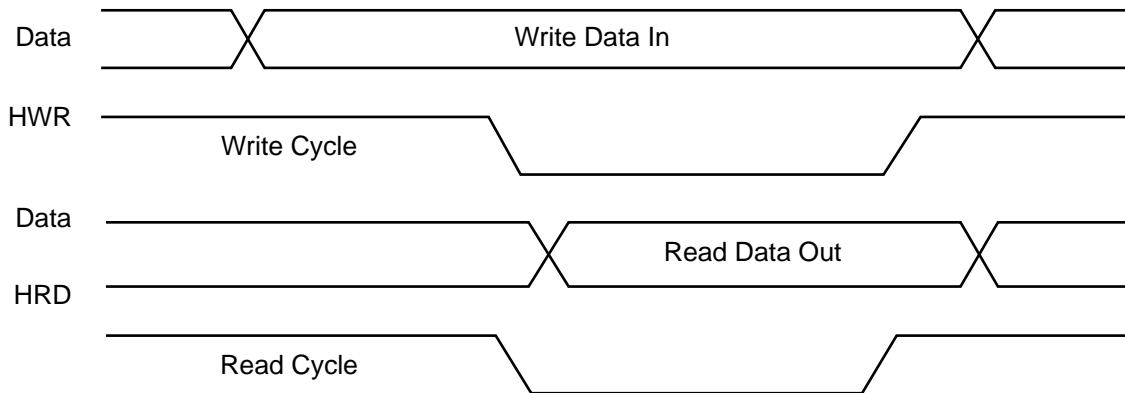 Data
Write Data In
HWR
Write Cycle
Data
Read Data Out
HRD
Read Cycle